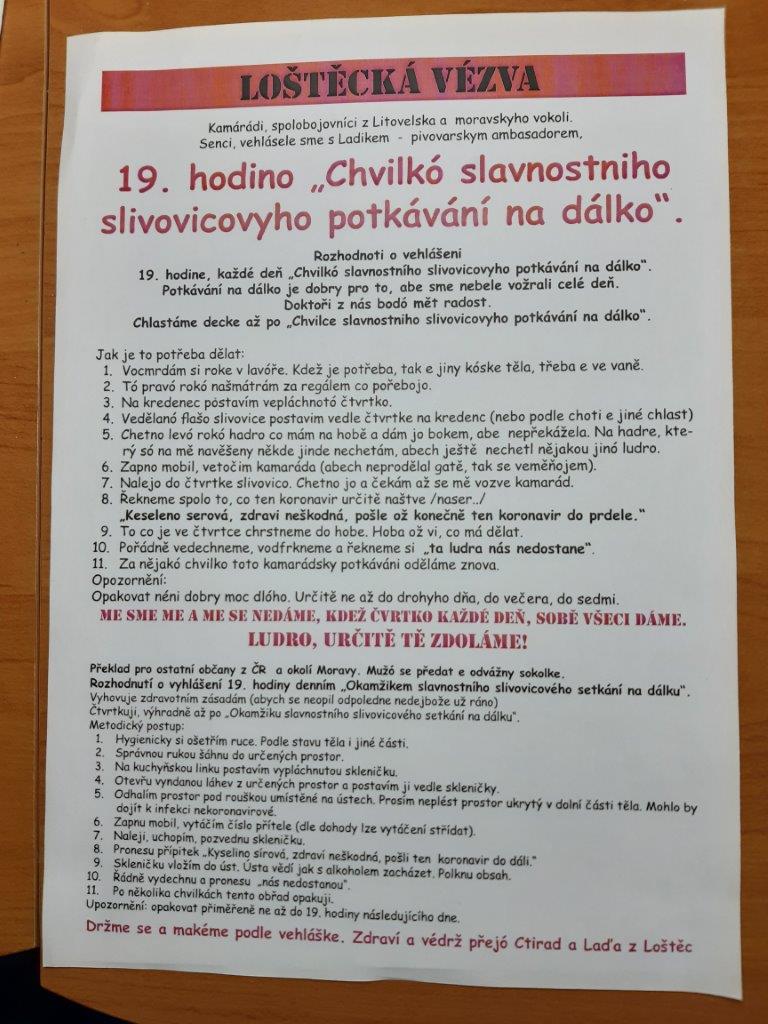 LOŠTĚCKÁ VÉZVA
Kamárádi, spolobojovníci z Litovelska a moravskyho vokoli.
Senci, vehlásele sme s Ladikem - pivovarskym ambasadorem,
19. hodino „Chvilkó slavnostniho
slivovicovyho potkávání na dálko“.
Rozhodnoti o vehlášeni
19. hodine, každé deň „Chvilkó slavnostního slivovicovyho potkávání na dálko“.
Potkávání na dálko je dobry pro to, abe sme nebele vožrali celé deň.
Doktoři z nás bodó mět radost.
Chlastáme decke až po „Chvilce slavnostniho slivovicovyho potkávání na dálko“.
Jak je to potřeba dělat:
1. Vocmrdám si roke v lavóře. Kdež je potřeba, tak e jiny kóske těla, třeba e ve vaně.
2. Tó pravó rokó našmátrám za regálem co pořebojo.
3. Na kredenec postavím vepláchnotó čtvrtko.
4. Vedělanó flašo slivovice postavim vedle čtvrtke na kredenc (nebo podle choti e jiné chlast)
5. Chetno levó rokó hadro co mám na hobě a dám jo bokem, abe nepřekážela. Na hadre, kte-
rý só na mě navěšeny někde jinde nechetám, abech ještě nechetl nějakou jinó ludro.
6. Zapno mobil, vetočim kamaráda (abech neprodělal gatě, tak se veměňojem).
7. Nalejo do čtvrtke slivovico. Chetno jo a čekám až se mě vozve kamarád.
8. Řekneme spolo to, co ten koronavir určitě naštve /naser../
„Keseleno serová, zdravi neškodná, pošle ož konečně ten koronavir do prdele.“
9. To co je ve čtvrtce chrstneme do hobe. Hoba ož vi, co má dělat.
10. Pořádně vedechneme, vodfrkneme a řekneme si „ta ludra nás nedostane“.
11. Za nějakó chvilko toto kamarádsky potkáváni oděláme znova.
Opozornění:
Opakovat néni dobry moc dlóho. Určitě ne až do drohyho dňa, do večera, do sedmi.
ME SME ME A ME SE NEDÁME, KDEŽ ČVRTKO KAŽDÉ DEŇ, SOBĚ VŠECI DÁME.
LUDRO, URČITĚ TĚ ZDOLÁME!
Překlad pro ostatní občany z ČR a okolí Moravy. Mužó se předat e odvážny sokolke.
Rozhodnutí o vyhlášení 19. hodiny denním „Okamžikem slavnostního slivovicového setkání na dálku“.
Vyhovuje zdravotním zásadám (abych se neopil odpoledne nedejbože už ráno)
Čtvrtkuji, výhradně až po „Okamžiku slavnostního slivovicového setkání na dálku“.
Metodický postup:
1. Hygienicky si ošetřím ruce. Podle stavu těla i jiné části.
2. Správnou rukou šáhnu do určených prostor.
3. Na kuchyňskou linku postavím vypláchnutou skleničku.
4. Otevřu vyndanou láhev z určených prostor a postavím ji vedle skleničky.
5. Odhalím prostor pod rouškou umístěné na ústech. Prosím neplést prostor ukrytý v dolní části těla. Mohlo by
dojít k infekci nekoronavirové.
6. Zapnu mobil, vytáčím číslo přítele (dle dohody lze vytáčení střídat).
7. Naleji, uchopím, pozvednu skleničku.
8. Pronesu přípitek „Kyselino sírová, zdraví neškodná, pošli ten koronavir do dáli.“
9. Skleničku vložím do úst. Ústa vědí jak s alkoholem zacházet. Polknu obsah.
10. Řádně vydechnu a pronesu „nás nedostanou“.
11. Po několika chvilkách tento obřad opakuji.
Upozornění: opakovat přiměřeně ne až do 19. hodiny následujícího dne.
Držme se a makéme podle vehláške. Zdraví a védrž přejó Ctirad a Laďa z Loštěc